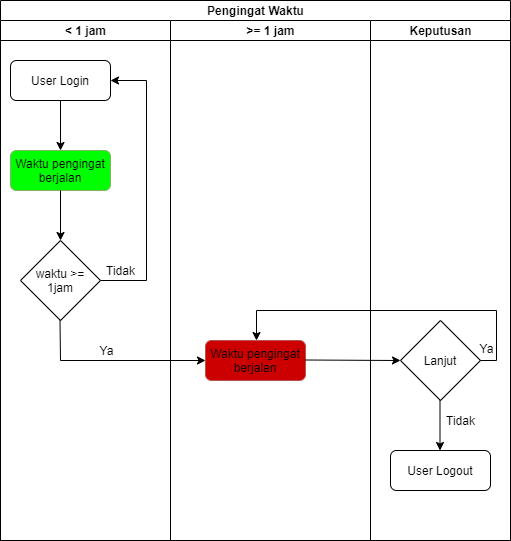 Pengingat Waktu
< 1 jam
>= 1 jam
Keputusan
User Login
Waktu pengingat
berjalan
waktu >=
1jam
Tidak
Ya
Waktu pengingat
berjalan
Lanjut
Ya
Tidak
User Logout